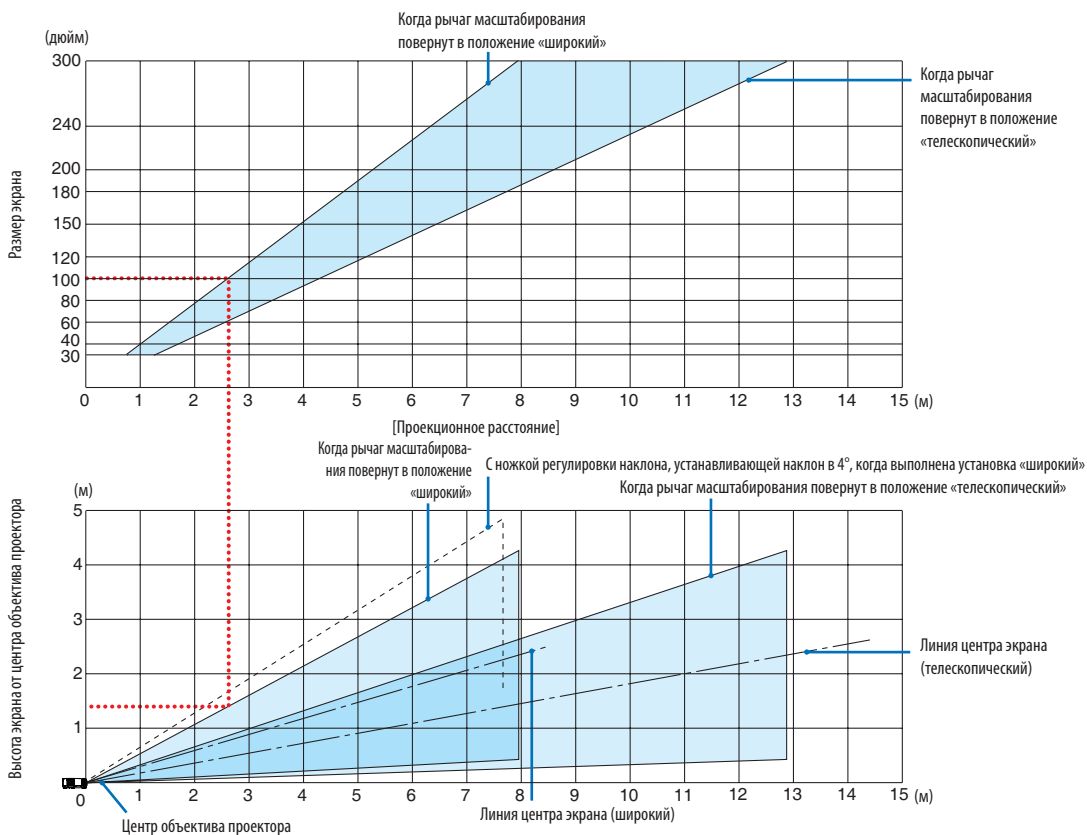 Когда рычаг масштабирования
повернут в положение «широкий»
(дюйм)
300
240
200
180
150
120
100
80
60
40
30
Размер экрана
Когда рычаг
масштабирования
повернут в положение
«телескопический»
0 1 2 3 4 5 6 7 8 9 10 11 12 13 14 15 (м)
[Проекционное расстояние]
Когда рычаг масштабирова-
ния повернут в положение
«широкий»
С ножкой регулировки наклона, устанавливающей наклон в 4°, когда выполнена установка «широкий»
Когда рычаг масштабирования повернут в положение «телескопический»
(м)
5
4
3
2
1
Высота экрана от центра объектива проектора
Линия центра экрана
(телескопический)
0 1 2 3 4 5 6 7 8 9 10 11 12 13 14 15 (м)
Линия центра экрана (широкий)
Центр объектива проектора